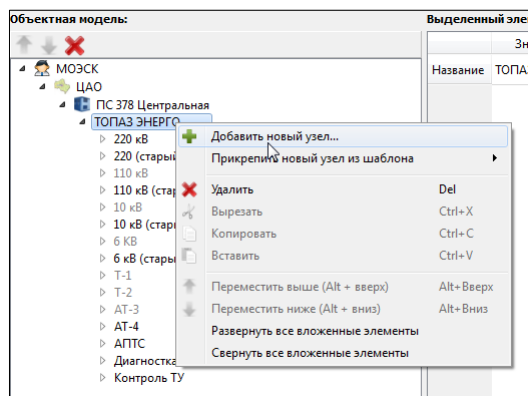 Объектная модель:
Выделенный эле
Зн
МОЭСК
Название ТОПАЗ
ЦАО
ПС 378 Центральная
ТОПАЗ ЭНЕРГО
220 кВ
220 (старый
110 кВ
110 кВ (стар
10 кВ
10 кВ (стар
6 КВ
6 кВ (стары
Т-1
Т-2
АТ-3
АТ-4
АПТС
Диагностка
Контроль ТУ
Добавить новый узел...
Прикрепить новый узел из шаблона
Удалить Del
Вырезать Ctrl+X
Копировать Ctrl+C
Вставить Ctrl+V
Переместить выше (Alt + вверх) Alt+Вверх
Переместить ниже (Alt + вниз) Alt+Вниз
Развернуть все вложенные элементы
Свернуть все вложенные элементы